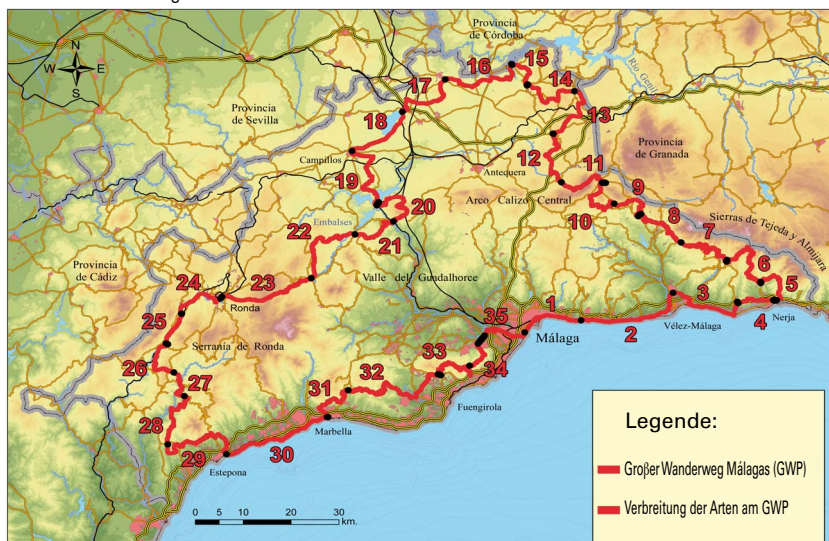 Provincia
de Córdoba
N
W E
S
Río Genil
17
16
15
14
18
13
Provincia
de Sevilla
Campillos
12
Provincia
de Granada
19
Antequera
11
20
Arco Calizo Central
9
10
8
Sierras de Tejeda y Almijara
22
Embalses
21
7
Provincia
de Cádiz
24
23
Valle del Guadalhorce
6
5
Ronda
35
1
3
25
Málaga
2
Vélez-Málaga
4
Nerja
Serranía de Ronda
26
33
34
27
31
32
Fuengirola
28
Marbella
29
Estepona
30
0 5 10 20 30
km.
Legende:
Großer Wanderweg Málagas (GWP)
Verbreitung der Arten am GWP